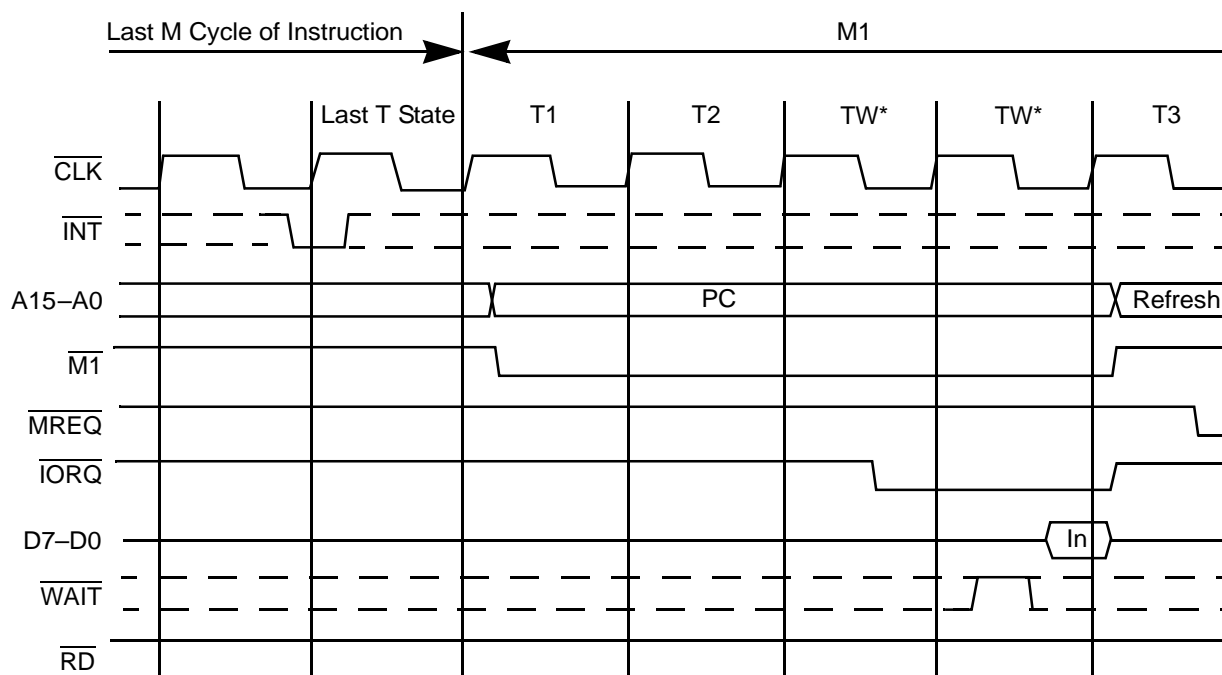 Last M Cycle of Instruction M1
Last T State T1 T2 TW* TW* T3
CLK
INT
A15–A0 PC Refresh
M1
MREQ
IORQ
D7–D0 In
WAIT
RD